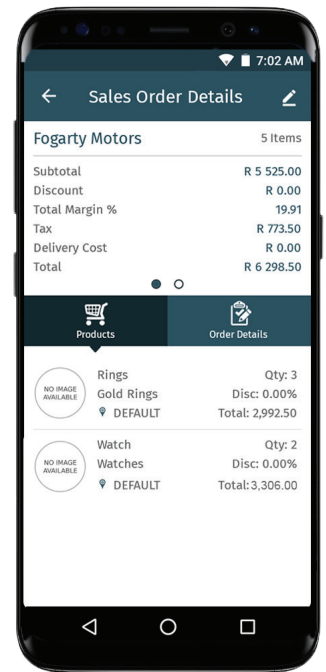 7:02 AM
Sales Order Details
Fogarty Motors 5 Items
Subtotal R 5 525.00
Discount R 0.00
Total Margin % 19.91
Tax R 773.50
Delivery Cost R 0.00
Total R 6 298.50
Products Order Details
Rings Qty: 3
NO IMAGE AVAILABLE Gold Rings Disc: 0.00%
DEFAULT Total: 2,992.50
Watch Qty: 2
NO IMAGE AVAILABLE Watches Disc: 0.00%
DEFAULT Total:3,306.00